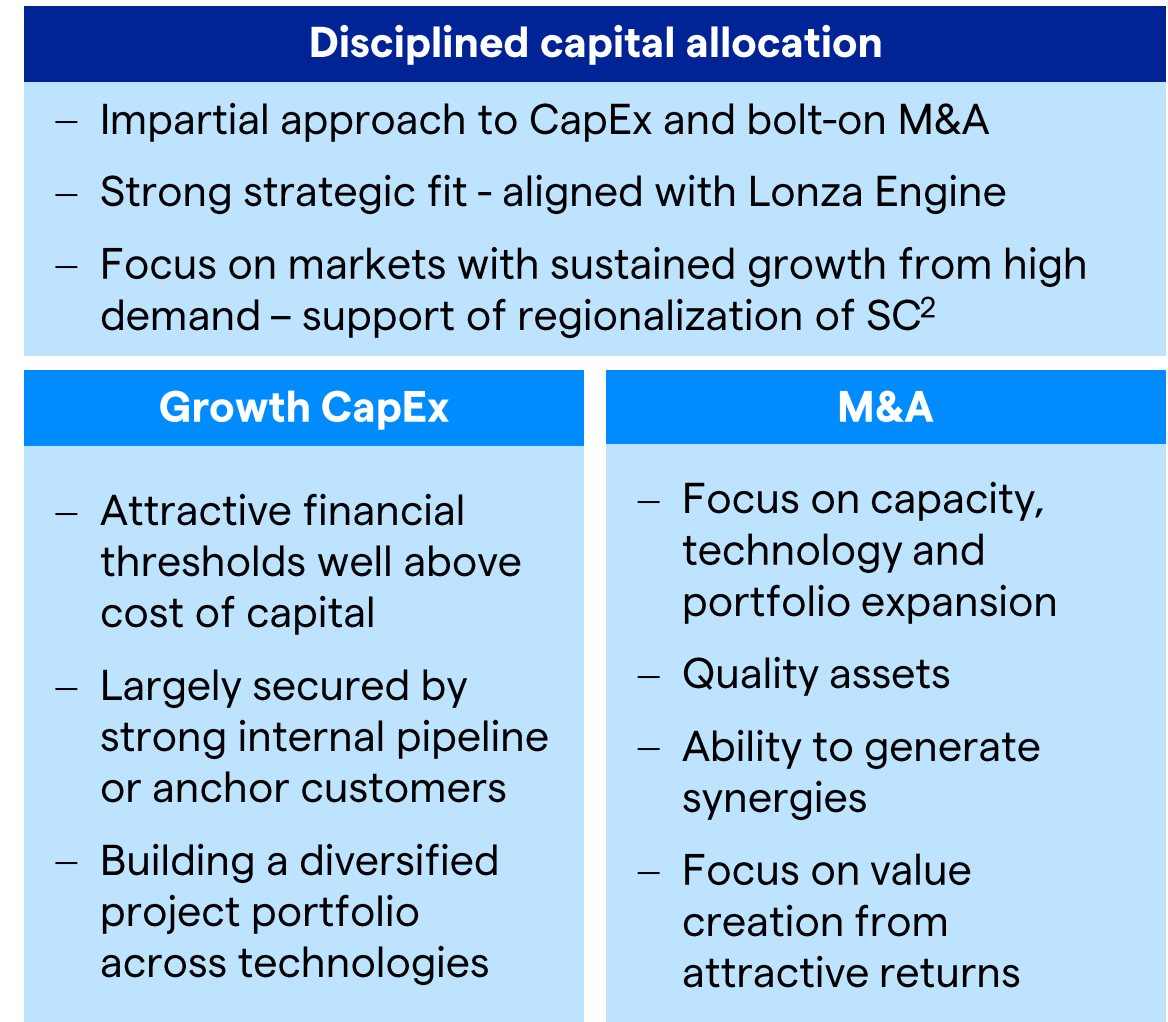 Disciplined capital allocation
– Impartial approach to CapEx and bolt-on M&A
– Strong strategic fit - aligned with Lonza Engine
– Focus on markets with sustained growth from high
demand – support of regionalization of SC²
Growth CapEx
– Attractive financial
thresholds well above
cost of capital
– Largely secured by
strong internal pipeline
or anchor customers
– Building a diversified
project portfolio
across technologies
M&A
– Focus on capacity,
technology and
portfolio expansion
– Quality assets
– Ability to generate
synergies
– Focus on value
creation from
attractive returns